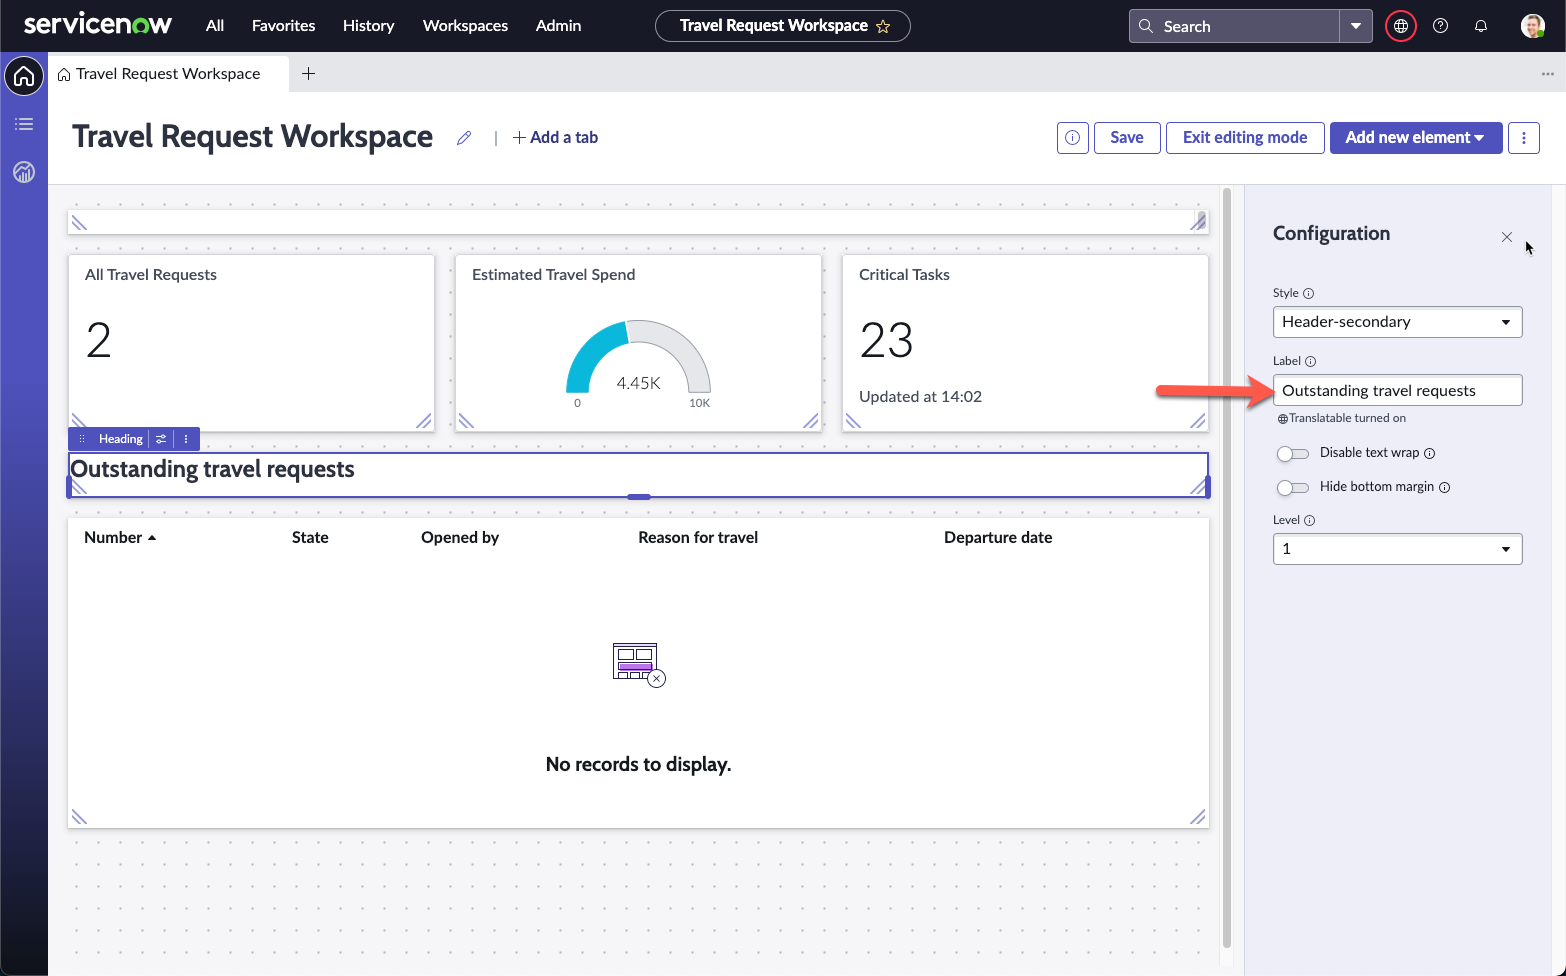 servicenow
All
Favorites
History
Workspaces
Admin
Travel Request Workspace
Search
Travel Request Workspace
Travel Request Workspace
Add a tab
Save
Exit editing mode
Add new element
All Travel Requests
2
Estimated Travel Spend
4.45K
0
10K
Critical Tasks
23
Updated at 14:02
Heading
Outstanding travel requests
Number
State
Opened by
Reason for travel
Departure date
No records to display.
Configuration
Style
Header-secondary
Label
Outstanding travel requests
Translatable turned on
Disable text wrap
Hide bottom margin
Level
1